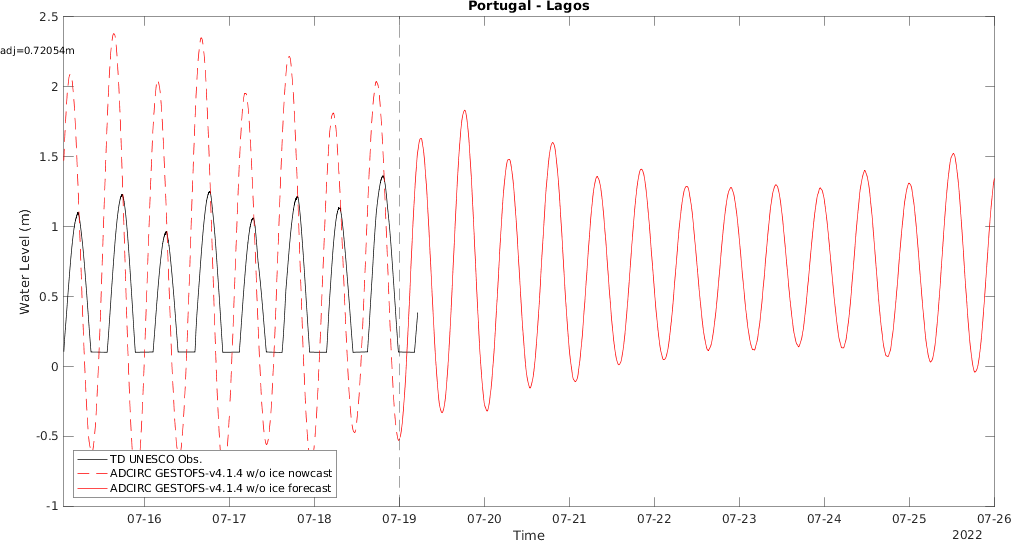 Portugal - Lagos
adj=0.72054m
2.5
2
1.5
1
0.5
0
-0.5
-1
Water Level (m)
TD UNESCO Obs.
ADCIRC GESTOFS-v4.1.4 w/o ice nowcast
ADCIRC GESTOFS-v4.1.4 w/o ice forecast
07-16 07-17 07-18 07-19 07-20 07-21 07-22 07-23 07-24 07-25 07-26
Time
2022